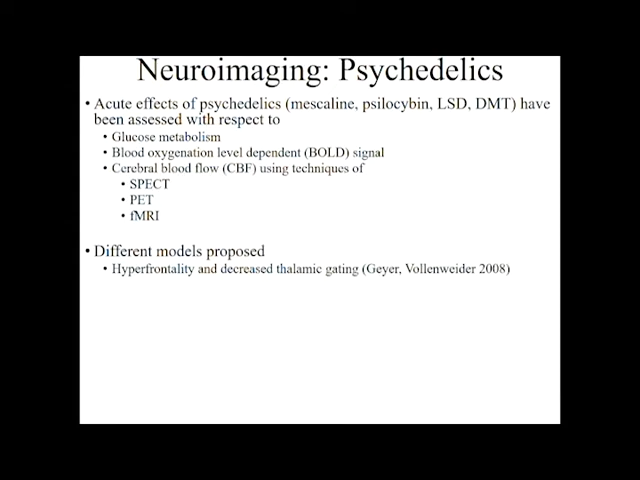 Neuroimaging: Psychedelics
• Acute effects of psychedelics (mescaline, psilocybin, LSD, DMT) have
been assessed with respect to
• Glucose metabolism
• Blood oxygenation level dependent (BOLD) signal
• Cerebral blood flow (CBF) using techniques of
• SPECT
• PET
• fMRI
• Different models proposed
• Hyperfrontality and decreased thalamic gating (Geyer, Vollenweider 2008)